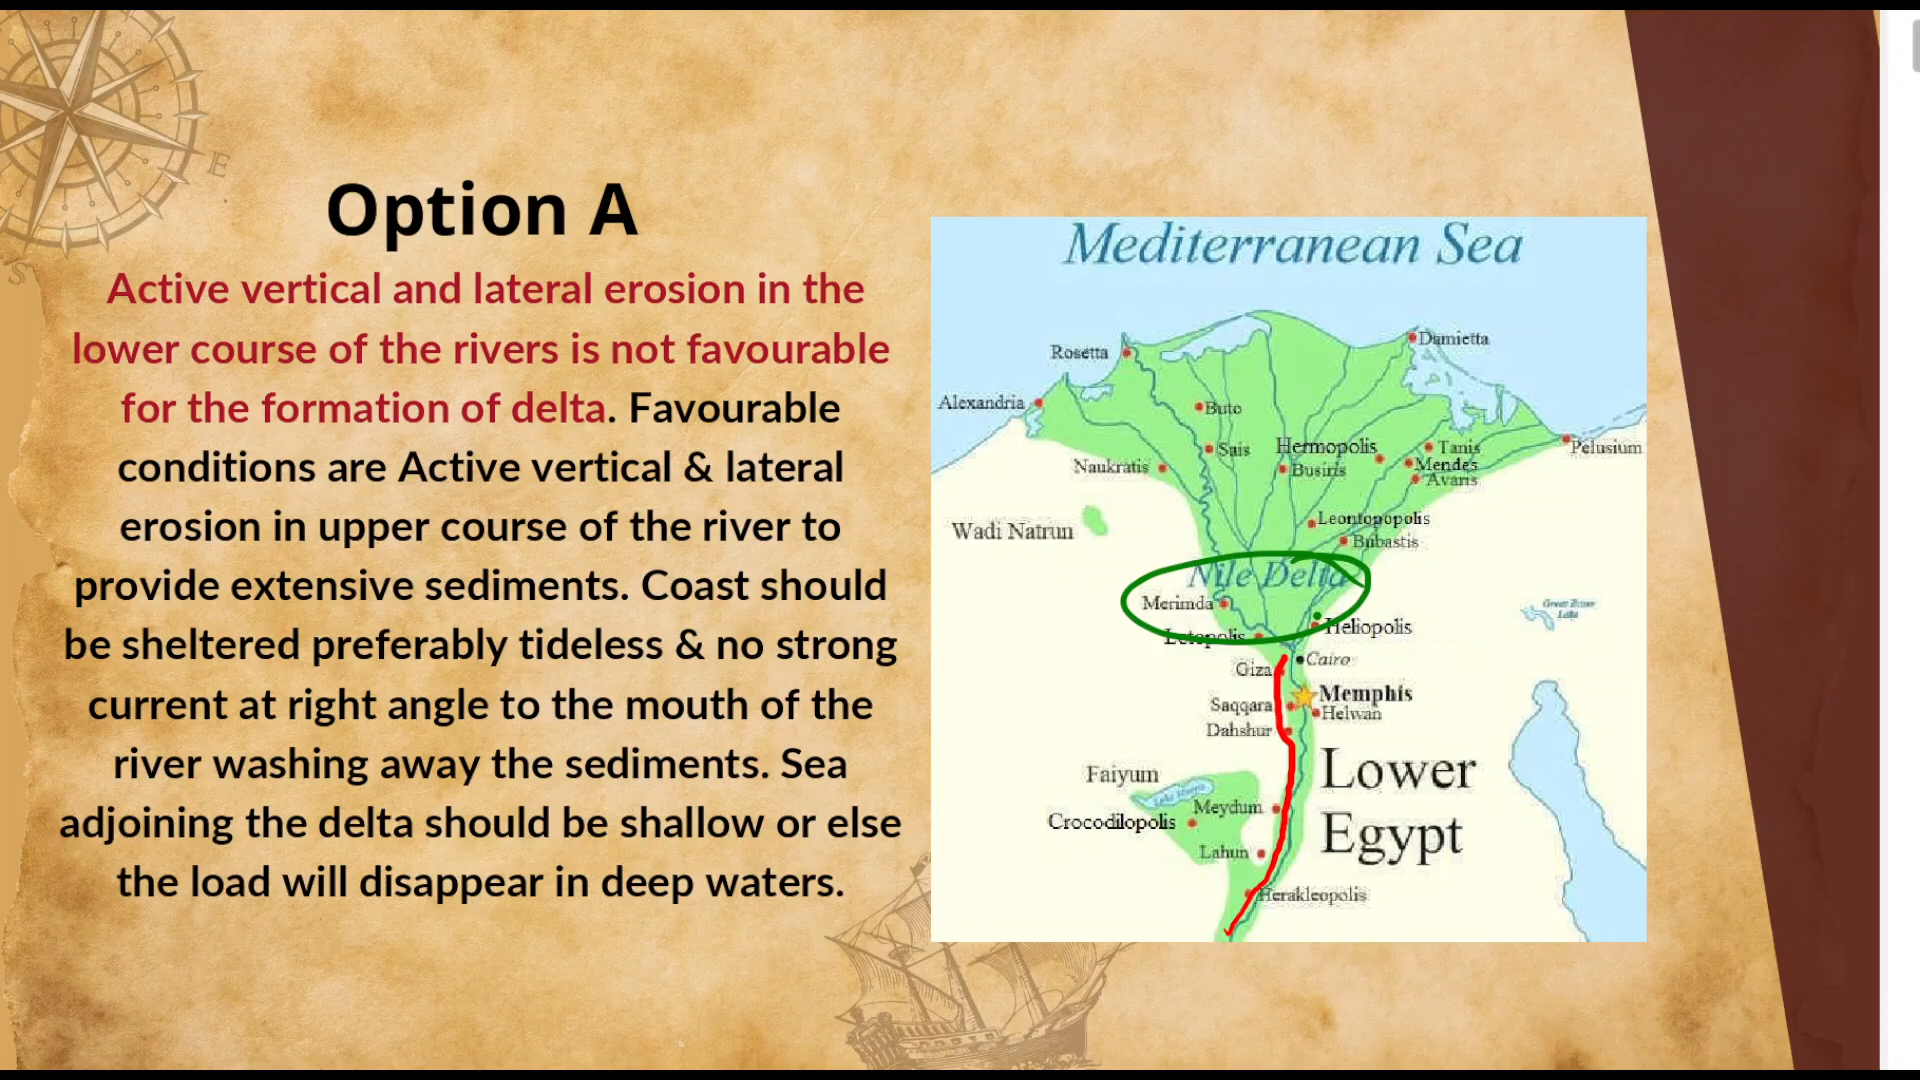 E
S
Option A
Active vertical and lateral erosion in the
lower course of the rivers is not favourable
for the formation of delta. Favourable
conditions are Active vertical & lateral
erosion in upper course of the river to
provide extensive sediments. Coast should
be sheltered preferably tideless & no strong
current at right angle to the mouth of the
river washing away the sediments. Sea
adjoining the delta should be shallow or else
the load will disappear in deep waters.
Mediterranean Sea
Damietta
Rosetta
Alexandria
Buto
Hermopolis
Tanis
Pelusium
Sais
Naukratis
Busiris
Mendes
Avaris
Leontopopolis
Wadi Natrun
Bubastis
Nile Delta
Merimda
Great Bitter
Lake
Letopolis
Heliopolis
Giza
Cairo
Memphis
Saqqara
Helwan
Dahshur
Lower
Egypt
Faiyum
Meydum
Crocodilopolis
Lahun
Herakleopolis